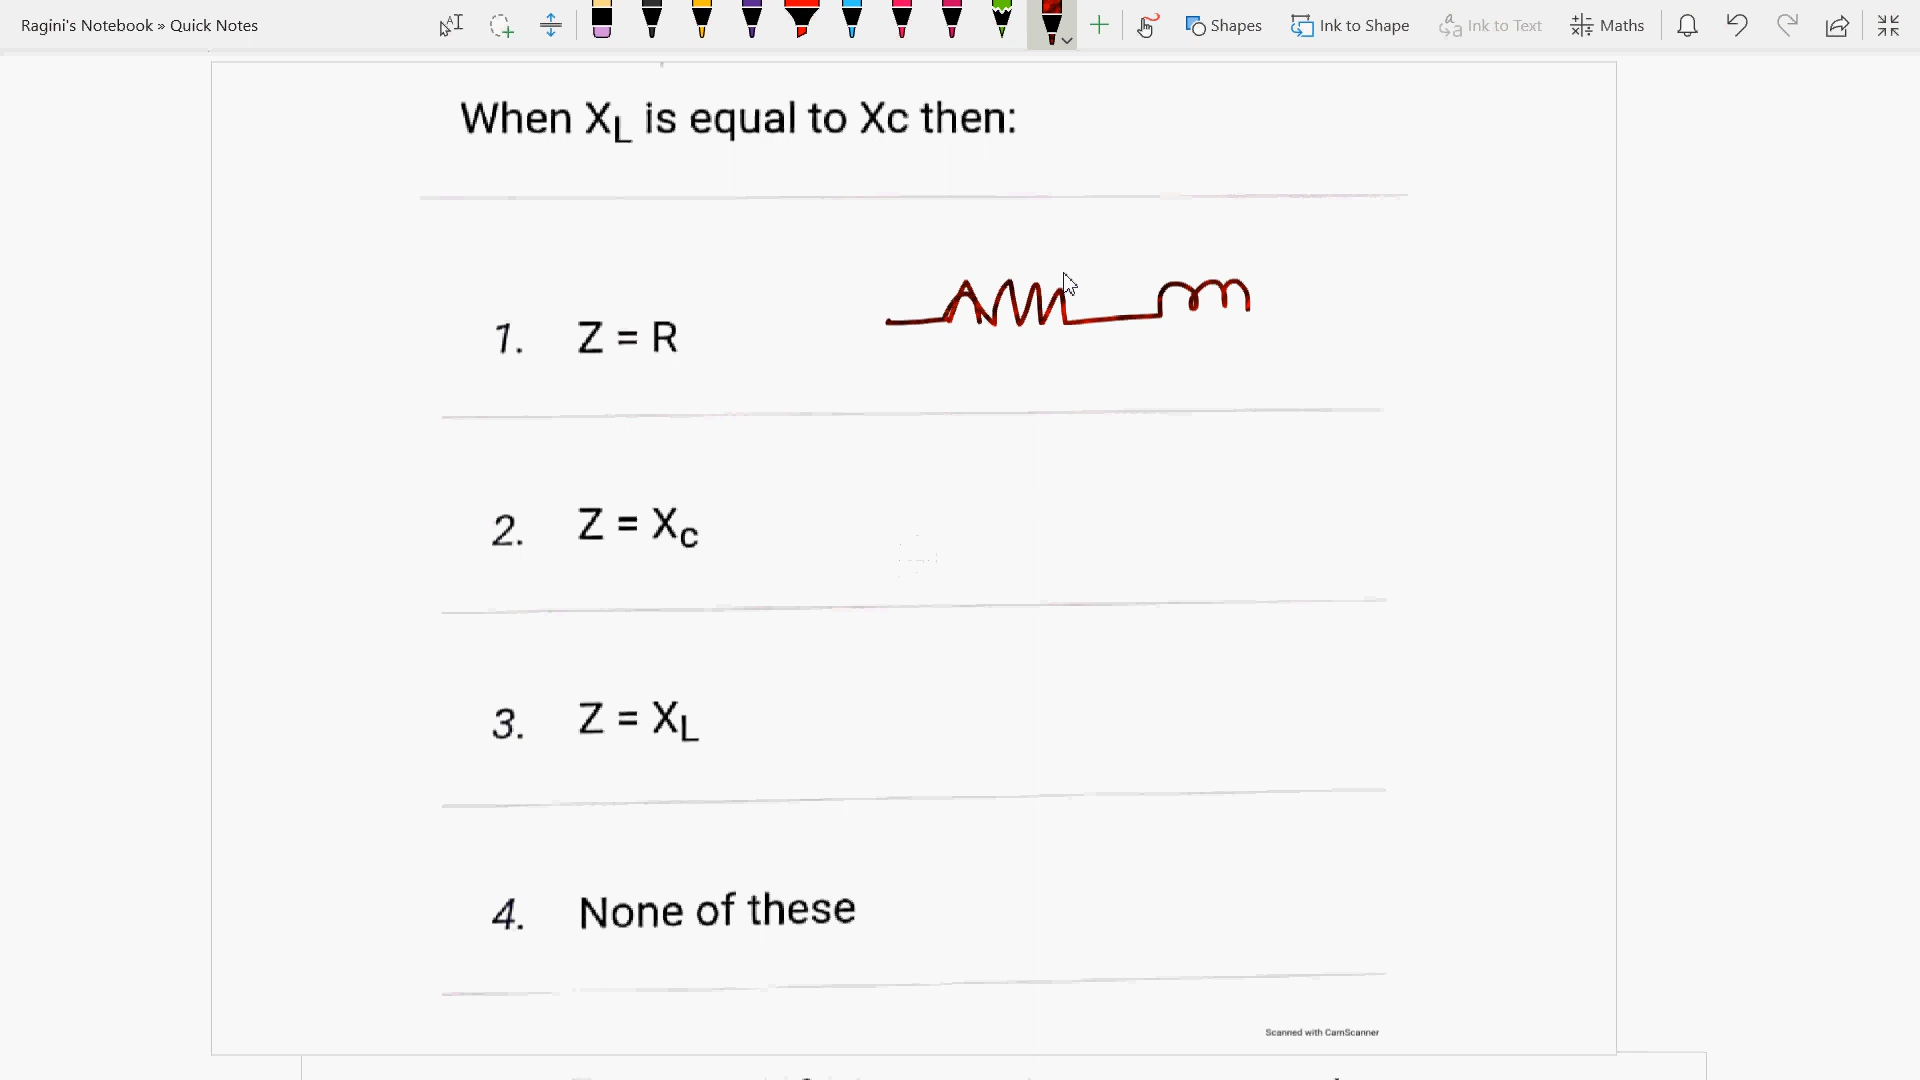 Ragini's Notebook » Quick Notes
Shapes
Ink to Shape
Ink to Text
Maths
When XL is equal to Xc then:
1. Z = R
2. Z = Xc
3. Z = XL
4. None of these
Scanned with CamScanner